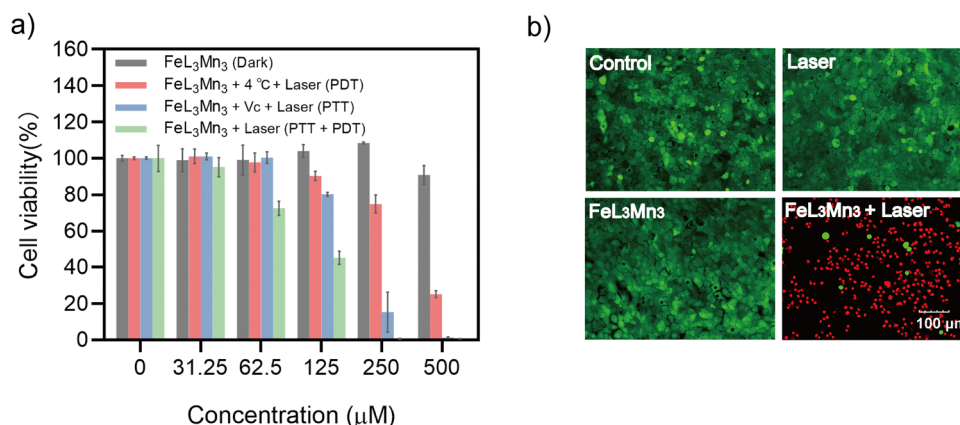 a)
160
140
120
100
80
60
40
20
0
Cell viability(%)
FeL₃Mn₃ (Dark)
FeL₃Mn₃ + 4 ℃ + Laser (PDT)
FeL₃Mn₃ + Vc + Laser (PTT)
FeL₃Mn₃ + Laser (PTT + PDT)
0 31.25 62.5 125 250 500
Concentration (μM)
b)
Control
Laser
FeL3Mn3
FeL3Mn3 + Laser
100 μm